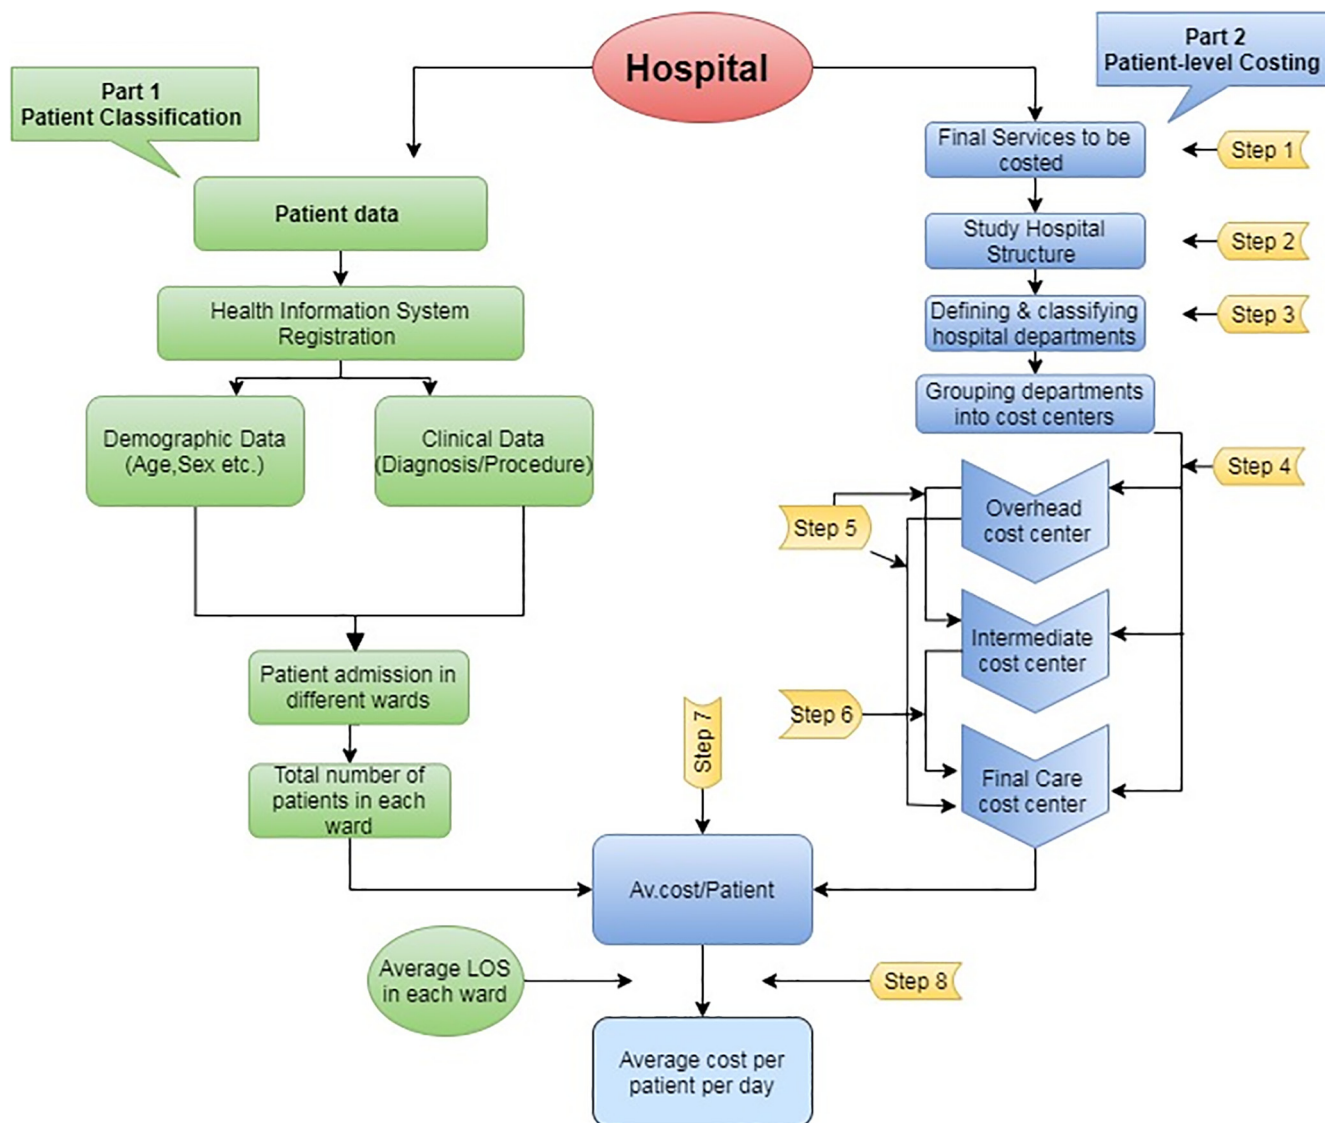 Hospital
Part 1
Patient Classification
Part 2
Patient-level Costing
Patient data
Health Information System
Registration
Demographic Data
(Age,Sex etc.)
Clinical Data
(Diagnosis/Procedure)
Patient admission in
different wards
Total number of
patients in each
ward
Final Services to be
costed
Step 1
Study Hospital
Structure
Step 2
Defining & classifying
hospital departments
Step 3
Grouping departments
into cost centers
Step 4
Overhead
cost center
Step 5
Intermediate
cost center
Step 6
Final Care
cost center
Step 7
Av.cost/Patient
Average LOS
in each ward
Step 8
Average cost per
patient per day